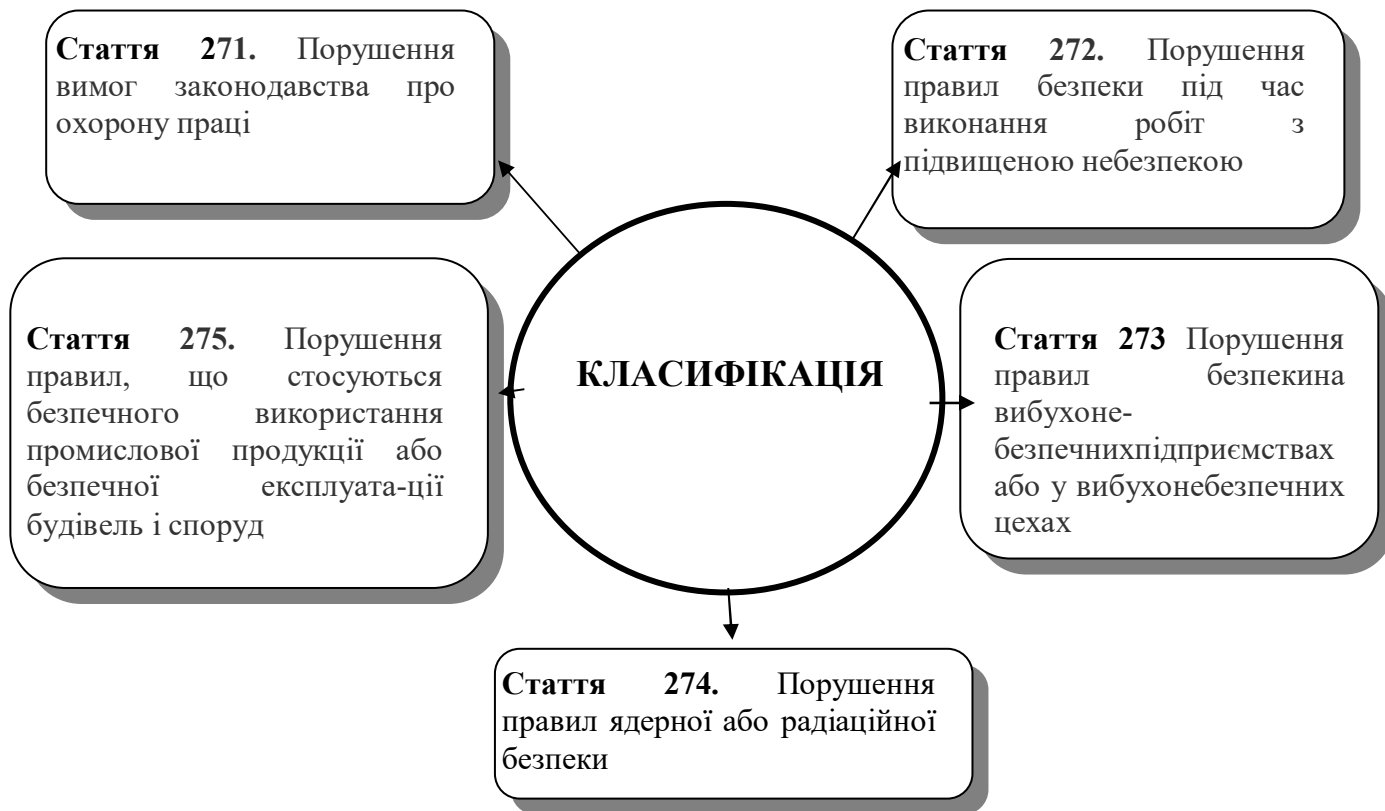 Стаття 271. Порушення
вимог законодавства про
охорону праці
Стаття 272. Порушення
правил безпеки під час
виконання робіт з
підвищеною небезпекою
Стаття 275. Порушення
правил, що стосуються
безпечного використання
промислової продукції або
безпечної експлуата-ції
будівель і споруд
КЛАСИФІКАЦІЯ
Стаття 273 Порушення
правил безпекина
вибухоне-
безпечнихпідприємствах
або у вибухонебезпечних
цехах
Стаття 274. Порушення
правил ядерної або радіаційної
безпеки